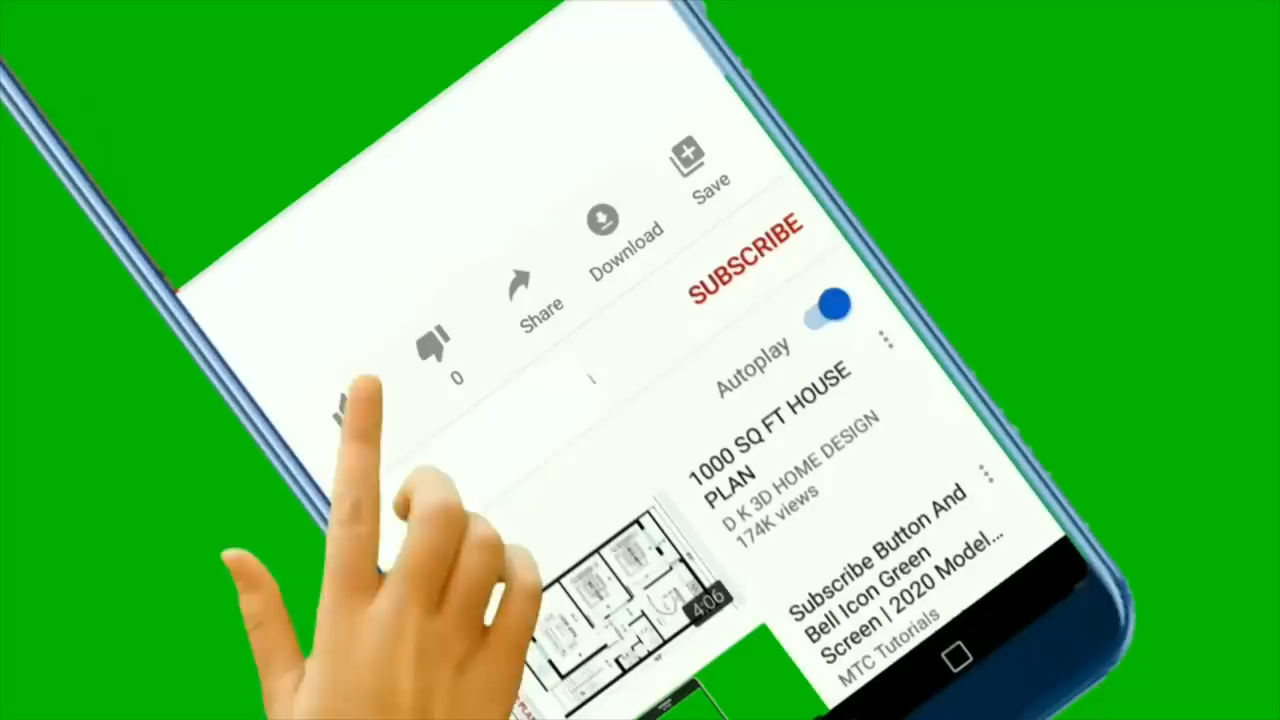 0
Share
Download
Save
SUBSCRIBE
Autoplay
1000 SQ FT HOUSE
PLAN
D K 3D HOME DESIGN
174K views
4:06
Subscribe Button And
Bell Icon Green
Screen | 2020 Model...
MTC Tutorials